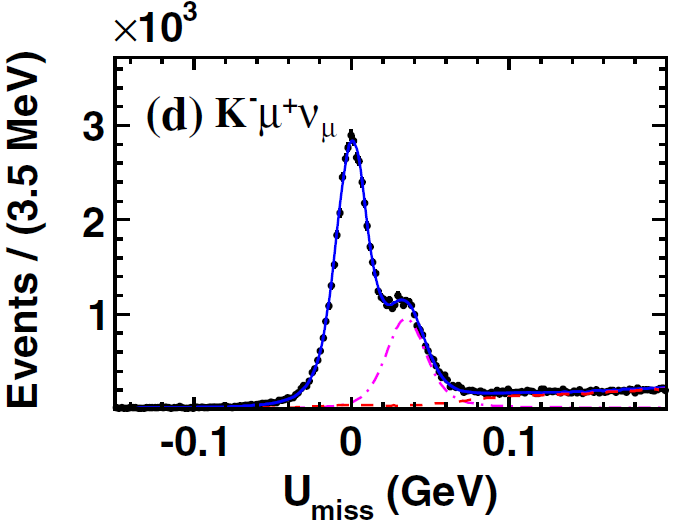 ×10³
Events / (3.5 MeV)
3
2
1
(d) K⁻μ⁺ν_μ
-0.1 0 0.1
U_miss (GeV)